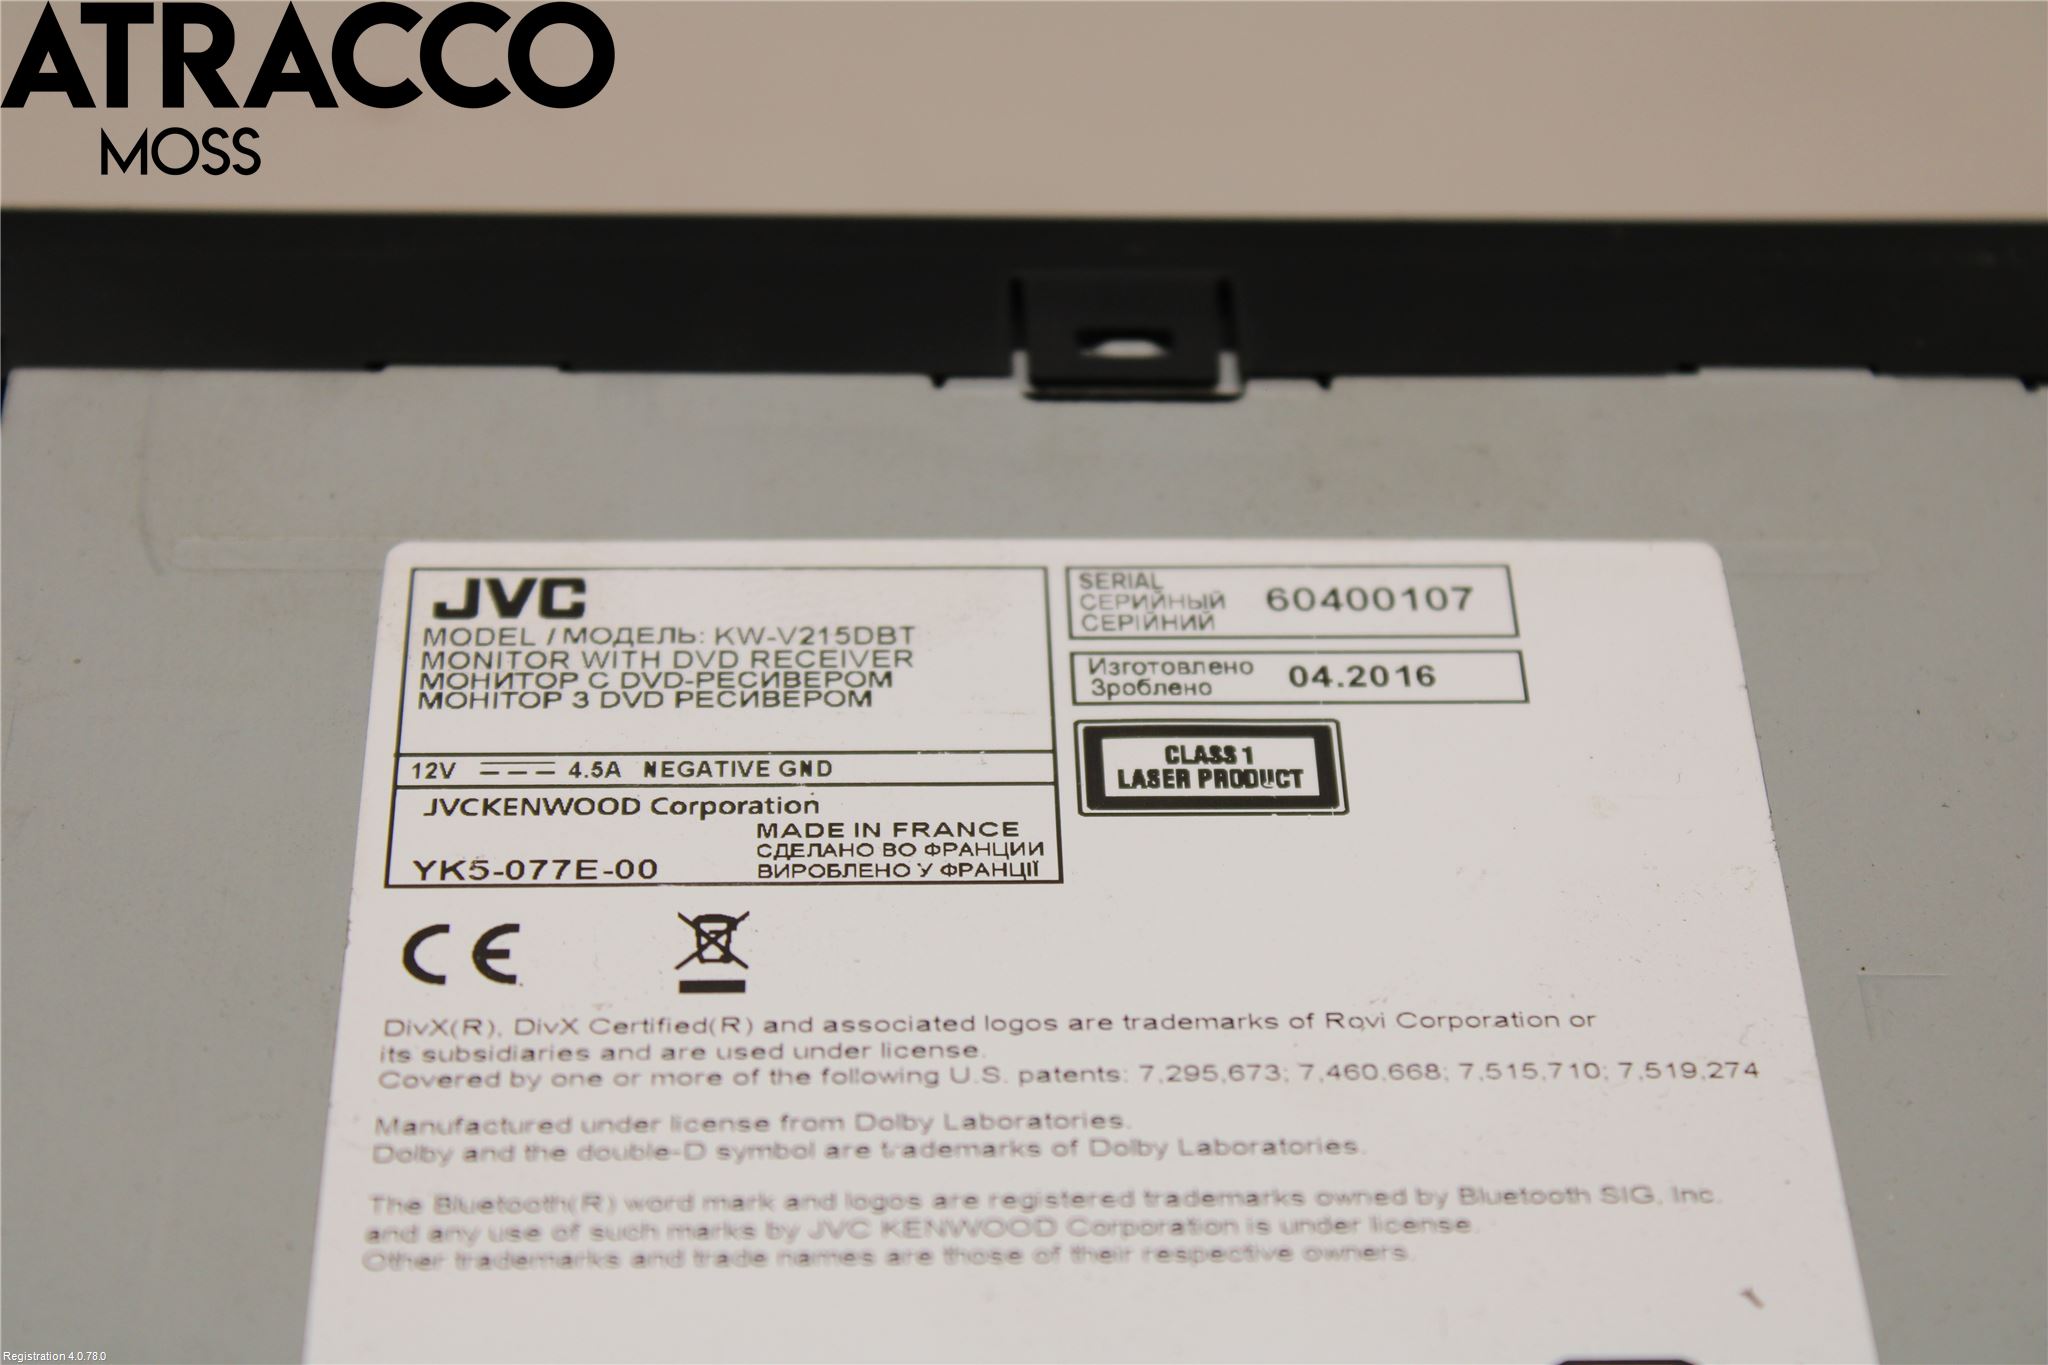 ATRACCO
MOSS
JVC
MODEL / МОДЕЛЬ: KW-V215DBT
MONITOR WITH DVD RECEIVER
МОНИТОР С DVD-РЕСИВЕРОМ
МОНІТОР З DVD РЕСИВЕРОМ
12V 4.5A NEGATIVE GND
JVCKENWOOD Corporation
MADE IN FRANCE
СДЕЛАНО ВО ФРАНЦИИ
YK5-077E-00 ВИРОБЛЕНО У ФРАНЦІЇ
SERIAL
СЕРИЙНЫЙ 60400107
СЕРІЙНИЙ
Изготовлено 04.2016
Зроблено
CLASS 1
LASER PRODUCT
CE
DivX(R), DivX Certified(R) and associated logos are trademarks of Rovi Corporation or
its subsidiaries and are used under license.
Covered by one or more of the following U.S. patents: 7,295,673; 7,460,668; 7,515,710; 7,519,274
Manufactured under license from Dolby Laboratories.
Dolby and the double-D symbol are trademarks of Dolby Laboratories.
The Bluetooth(R) word mark and logos are registered trademarks owned by Bluetooth SIG, Inc.
and any use of such marks by JVC KENWOOD Corporation is under license.
Other trademarks and trade names are those of their respective owners.
Registration 4.0.78.0